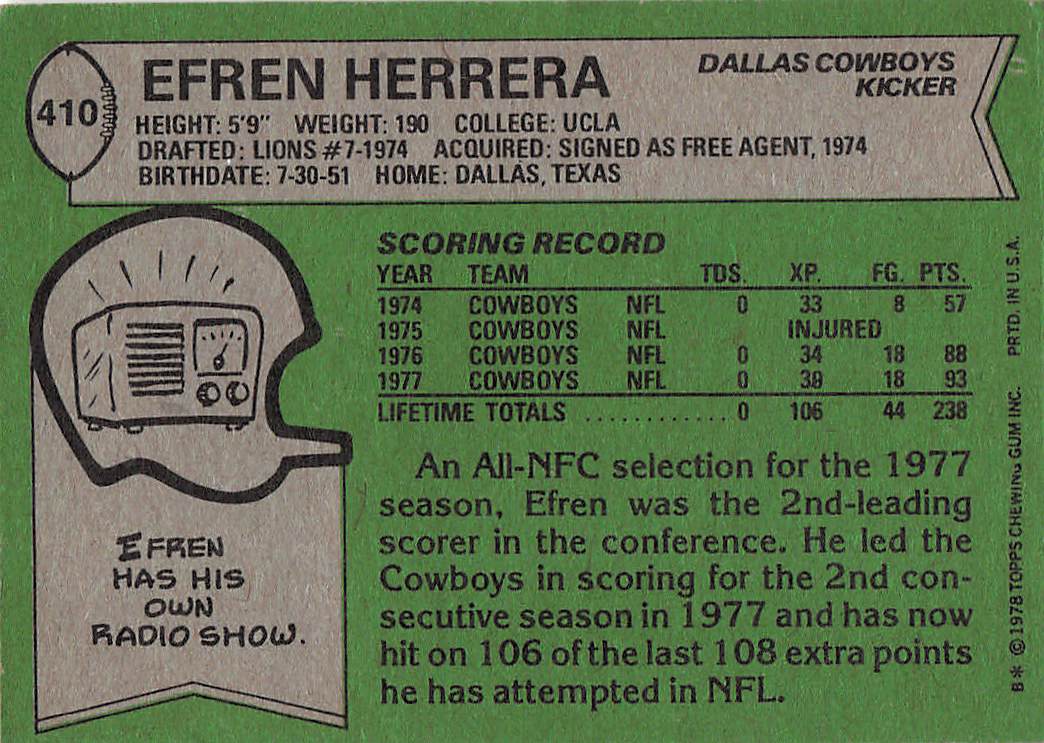 410
EFREN HERRERA
DALLAS COWBOYS
KICKER
HEIGHT: 5'9" WEIGHT: 190 COLLEGE: UCLA
DRAFTED: LIONS #7-1974 ACQUIRED: SIGNED AS FREE AGENT, 1974
BIRTHDATE: 7-30-51 HOME: DALLAS, TEXAS
SCORING RECORD
YEAR TEAM TDS. XP. FG. PTS.
1974 COWBOYS NFL 0 33 8 57
1975 COWBOYS NFL INJURED
1976 COWBOYS NFL 0 34 18 88
1977 COWBOYS NFL 0 39 18 93
LIFETIME TOTALS ............ 0 106 44 238
An All-NFC selection for the 1977
season, Efren was the 2nd-leading
scorer in the conference. He led the
Cowboys in scoring for the 2nd con-
secutive season in 1977 and has now
hit on 106 of the last 108 extra points
he has attempted in NFL.
EFREN
HAS HIS
OWN
RADIO SHOW.
B* © 1978 TOPPS CHEWING GUM INC. PRTD. IN U.S.A.